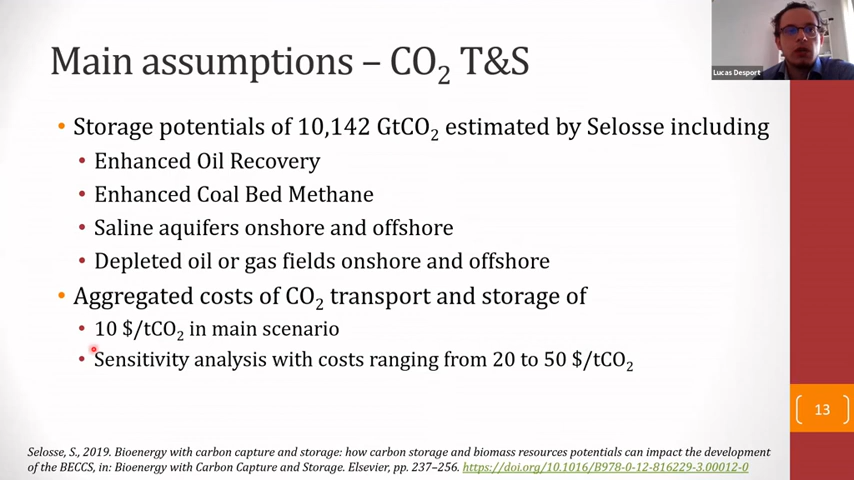 Main assumptions – CO₂ T&S
Lucas Desport
• Storage potentials of 10,142 GtCO₂ estimated by Selosse including
• Enhanced Oil Recovery
• Enhanced Coal Bed Methane
• Saline aquifers onshore and offshore
• Depleted oil or gas fields onshore and offshore
• Aggregated costs of CO₂ transport and storage of
• 10 $/tCO₂ in main scenario
• Sensitivity analysis with costs ranging from 20 to 50 $/tCO₂
13
Selosse, S., 2019. Bioenergy with carbon capture and storage: how carbon storage and biomass resources potentials can impact the development
of the BECCS, in: Bioenergy with Carbon Capture and Storage. Elsevier, pp. 237–256. https://doi.org/10.1016/B978-0-12-816229-3.00012-0